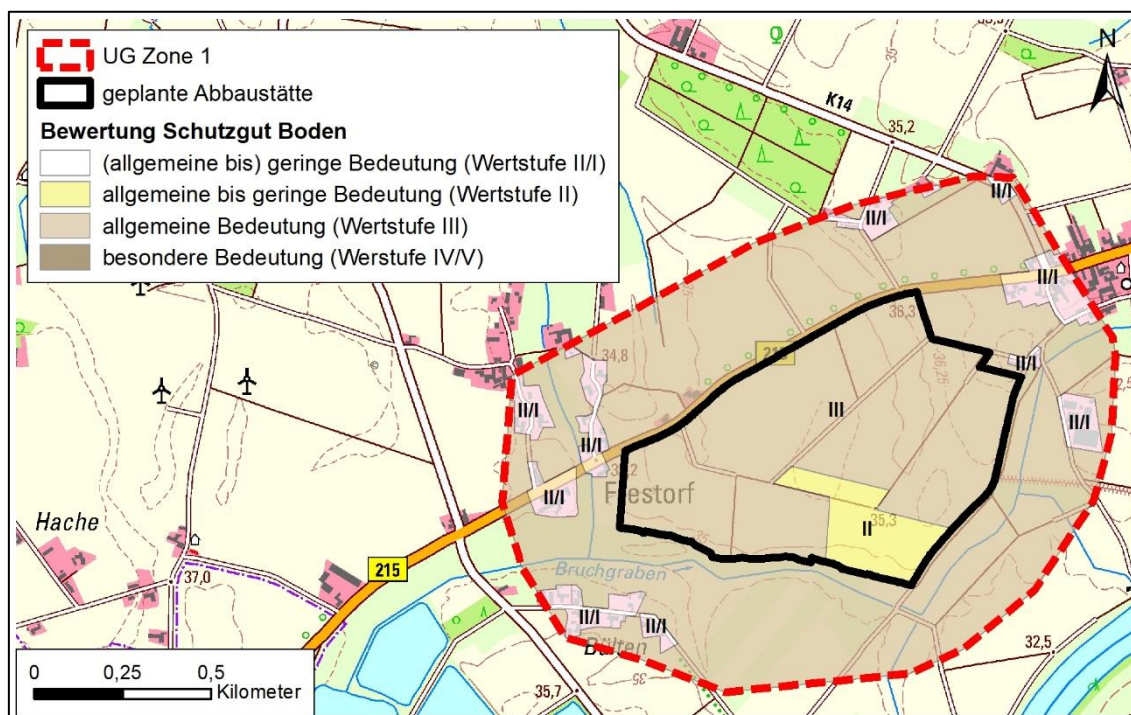 UG Zone 1
geplante Abbaustätte
Bewertung Schutzgut Boden
(allgemeine bis) geringe Bedeutung (Wertstufe II/I)
allgemeine bis geringe Bedeutung (Wertstufe II)
allgemeine Bedeutung (Wertstufe III)
besondere Bedeutung (Werstufe IV/V)
N
K14
35,2
II/I
II/I
II/I
36,3
36,25
34,8
II/I
III
II/I
II/I
II/I
II/I
35,3
II
Hache
37,0
215
Bruchgraben
II/I
II/I
Bülten
35
35,7
32,5
0 0,25 0,5
Kilometer